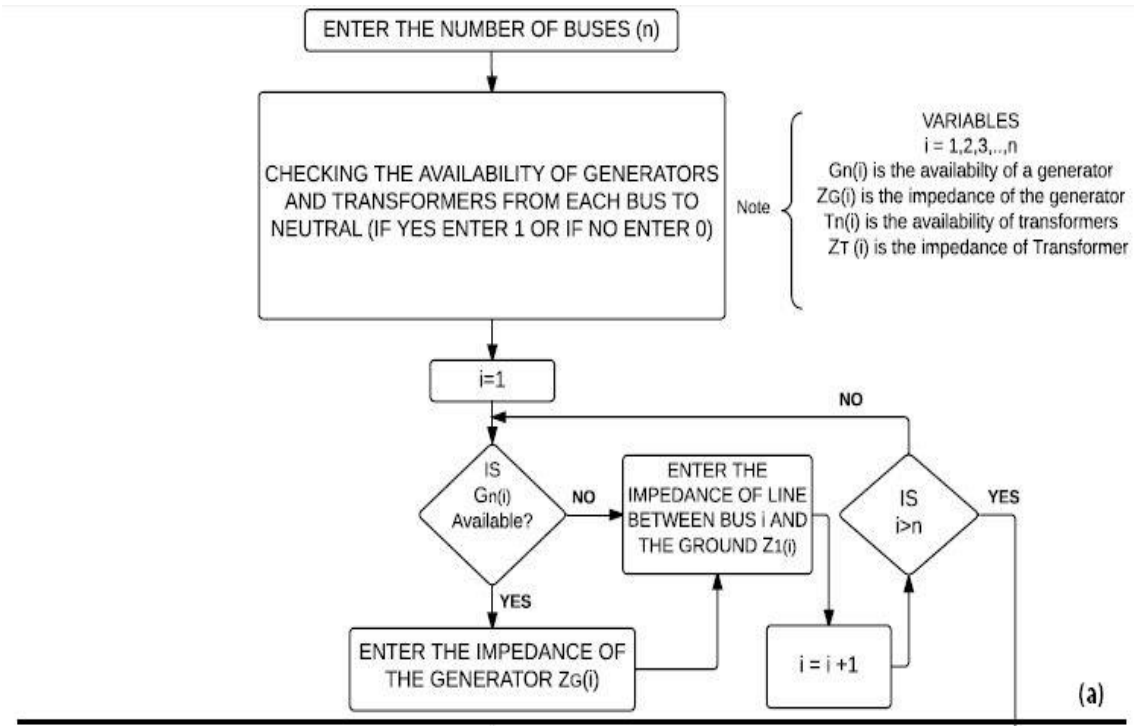 ENTER THE NUMBER OF BUSES (n)
CHECKING THE AVAILABILITY OF GENERATORS
AND TRANSFORMERS FROM EACH BUS TO
NEUTRAL (IF YES ENTER 1 OR IF NO ENTER 0)
Note
VARIABLES
i = 1,2,3,..,n
Gn(i) is the availabilty of a generator
ZG(i) is the impedance of the generator
Tn(i) is the availability of transformers
ZT (i) is the impedance of Transformer
i=1
NO
IS
Gn(i)
Available?
NO
ENTER THE
IMPEDANCE OF LINE
BETWEEN BUS i AND
THE GROUND Z1(i)
IS
i>n
YES
YES
ENTER THE IMPEDANCE OF
THE GENERATOR ZG(i)
i = i +1
(a)